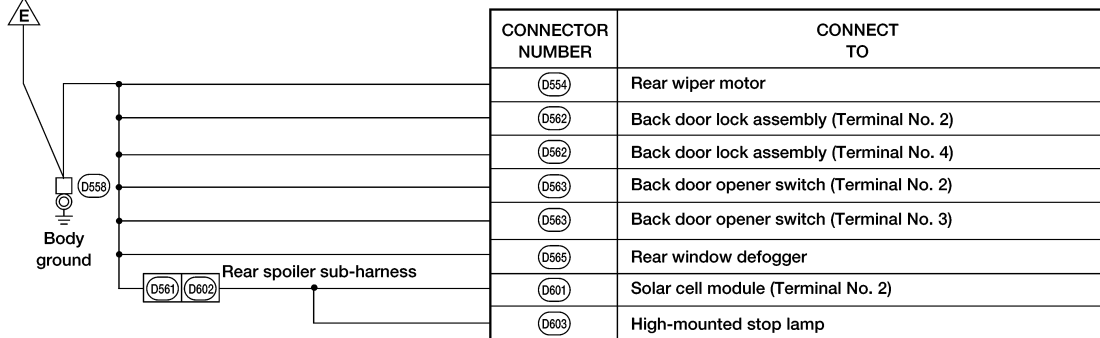 E
CONNECTOR
NUMBER
CONNECT
TO
D554
Rear wiper motor
D562
Back door lock assembly (Terminal No. 2)
D562
Back door lock assembly (Terminal No. 4)
D558
D563
Back door opener switch (Terminal No. 2)
D563
Back door opener switch (Terminal No. 3)
Body
ground
D565
Rear window defogger
Rear spoiler sub-harness
D561
D602
D601
Solar cell module (Terminal No. 2)
D603
High-mounted stop lamp